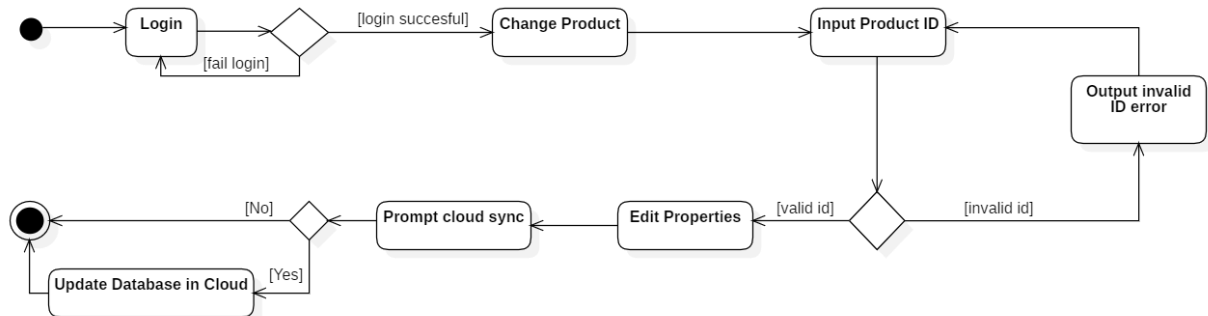 Login
[login succesful]
Change Product
Input Product ID
[fail login]
Output invalid
ID error
[No]
Prompt cloud sync
Edit Properties
[valid id]
[invalid id]
Update Database in Cloud
[Yes]